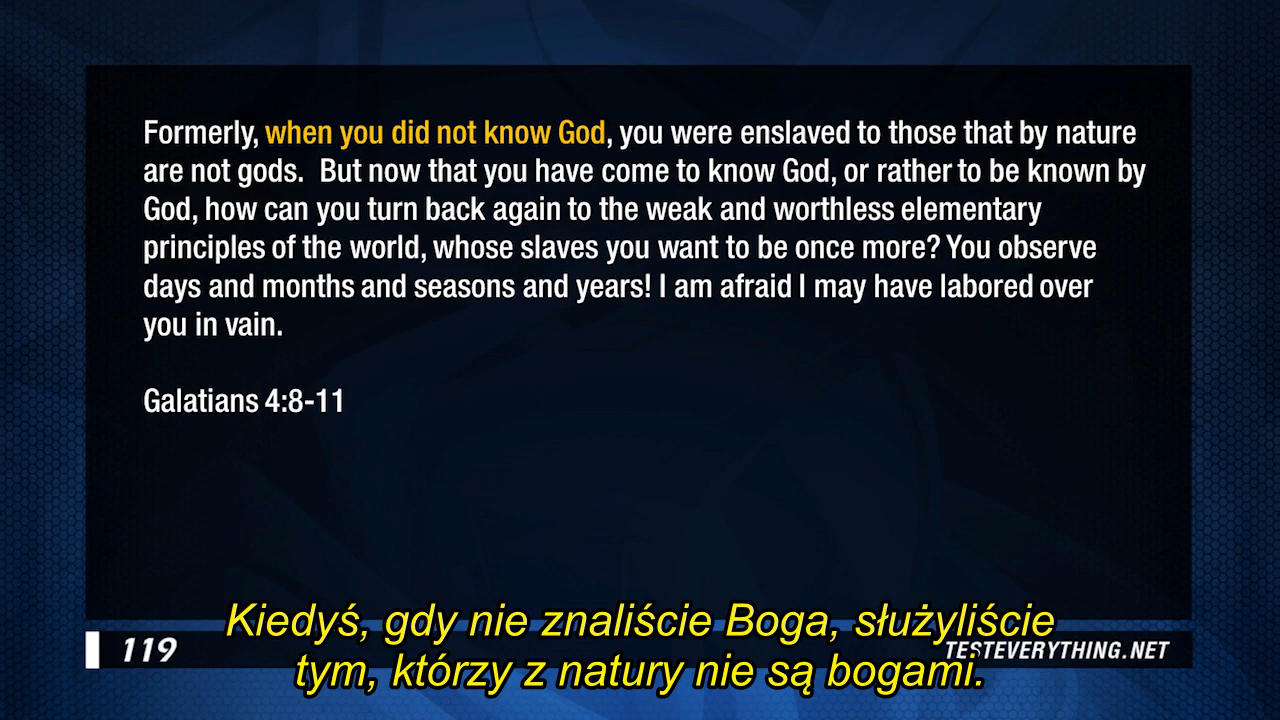 Formerly, when you did not know God, you were enslaved to those that by nature
are not gods.  But now that you have come to know God, or rather to be known by
God, how can you turn back again to the weak and worthless elementary
principles of the world, whose slaves you want to be once more? You observe
days and months and seasons and years! I am afraid I may have labored over
you in vain.
Galatians 4:8-11
Kiedyś, gdy nie znaliście Boga, służyliście
tym, którzy z natury nie są bogami.
119
TESTEVERYTHING.NET